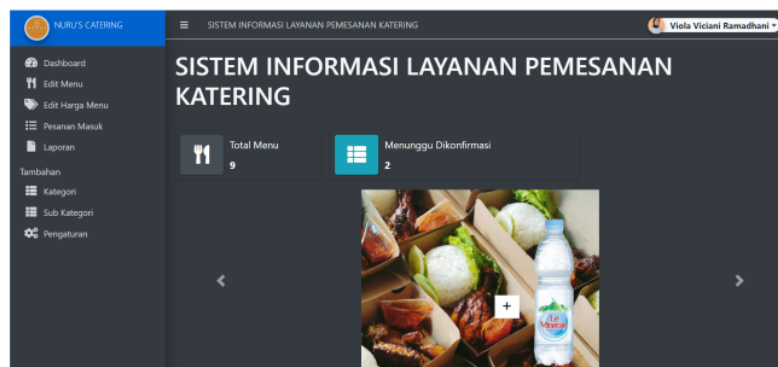 NURU'S CATERING
SISTEM INFORMASI LAYANAN PEMESANAN KATERING
Viola Viciani Ramadhani
Dashboard
Edit Menu
Edit Harga Menu
Pesanan Masuk
Laporan
Tambahan
Kategori
Sub Kategori
Pengaturan
SISTEM INFORMASI LAYANAN PEMESANAN
KATERING
Total Menu
9
Menunggu Dikonfirmasi
2
+
Le
Minerale